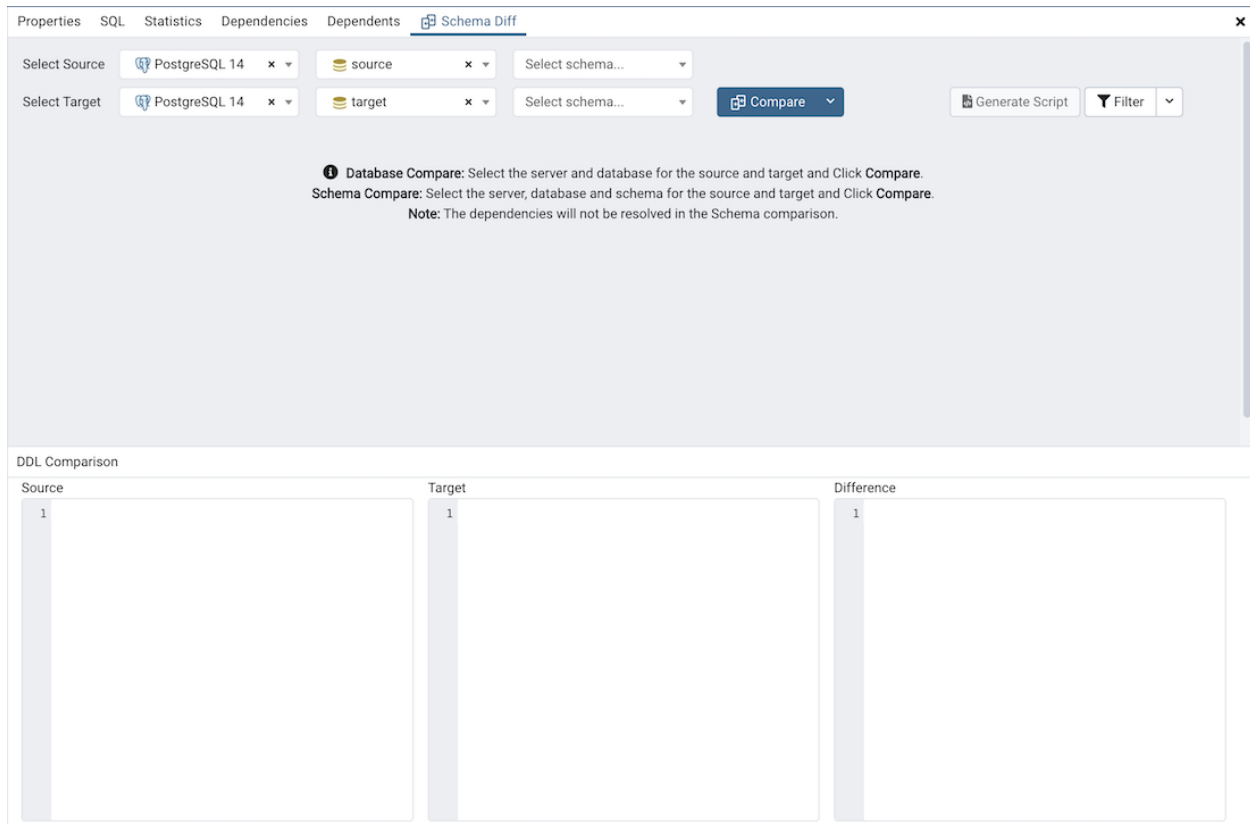 Properties SQL Statistics Dependencies Dependents Schema Diff
Select Source PostgreSQL 14 source Select schema...
Select Target PostgreSQL 14 target Select schema... Compare Generate Script Filter
Database Compare: Select the server and database for the source and target and Click Compare.
Schema Compare: Select the server, database and schema for the source and target and Click Compare.
Note: The dependencies will not be resolved in the Schema comparison.
DDL Comparison
Source Target Difference
1 1 1